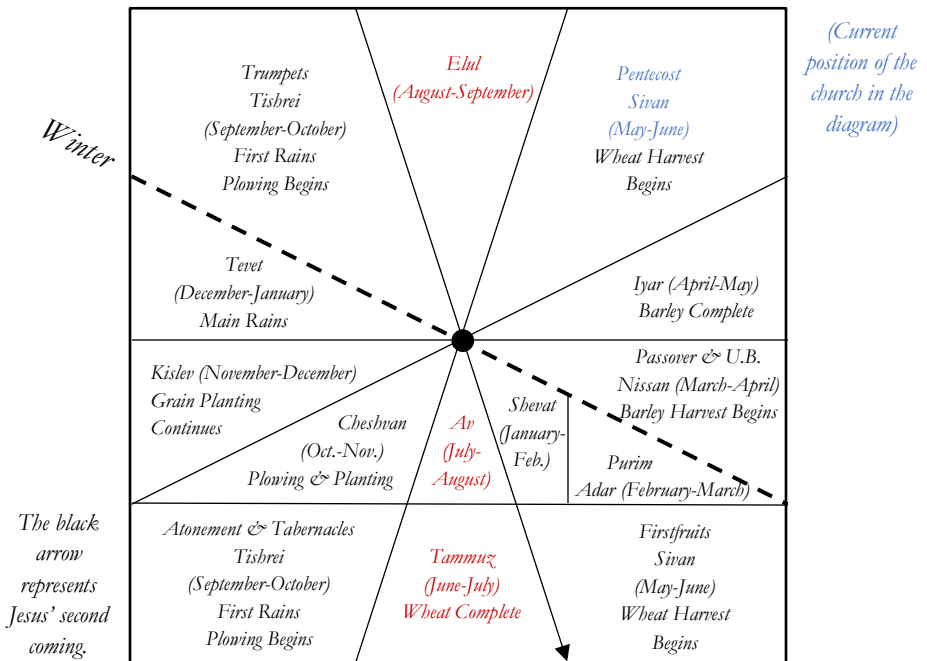 Trumpets
Tishrei
(September-October)
First Rains
Plowing Begins
Elul
(August-September)
Pentecost
Sivan
(May-June)
Wheat Harvest
Begins
(Current
position of the
church in the
diagram)
Winter
Tevet
(December-January)
Main Rains
Iyar (April-May)
Barley Complete
Kislev (November-December)
Grain Planting
Continues
Cheshvan
(Oct.-Nov.)
Plowing & Planting
Av
(July-
August)
Shevat
(January-
Feb.)
Passover & U.B.
Nissan (March-April)
Barley Harvest Begins
Purim
Adar (February-March)
The black
arrow
represents
Jesus' second
coming.
Atonement & Tabernacles
Tishrei
(September-October)
First Rains
Plowing Begins
Tammuz
(June-July)
Wheat Complete
Firstfruits
Sivan
(May-June)
Wheat Harvest
Begins